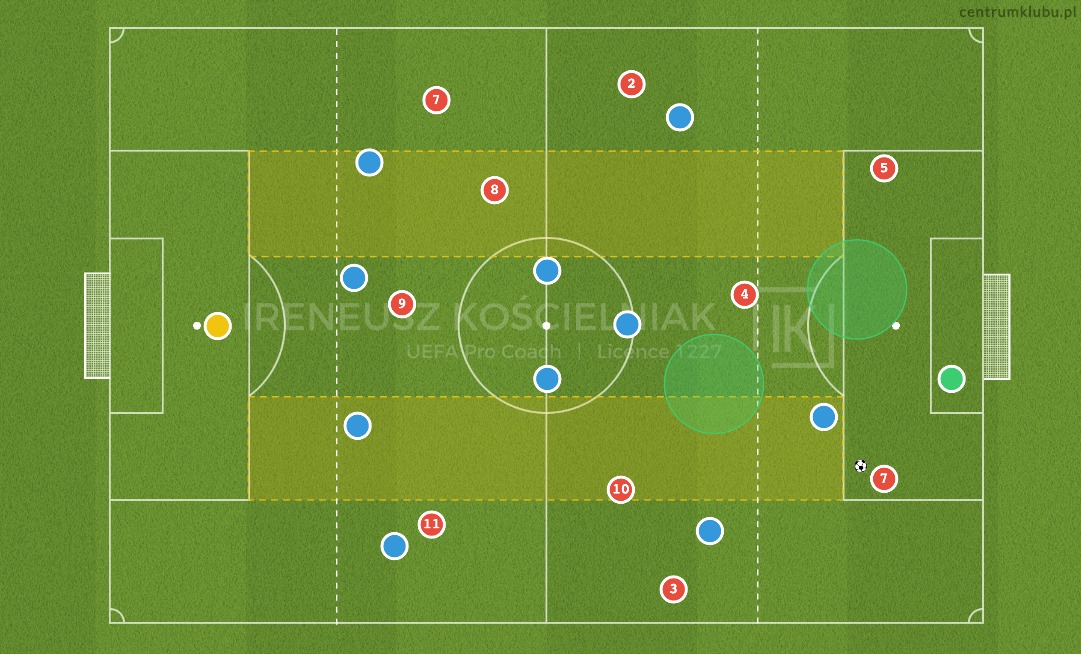 centrumklubu.pl
7
2
5
8
4
9
IRENEUSZ KOŚCIELNIAK
IK
UEFA Pro Coach | Licence 1227
7
10
11
3